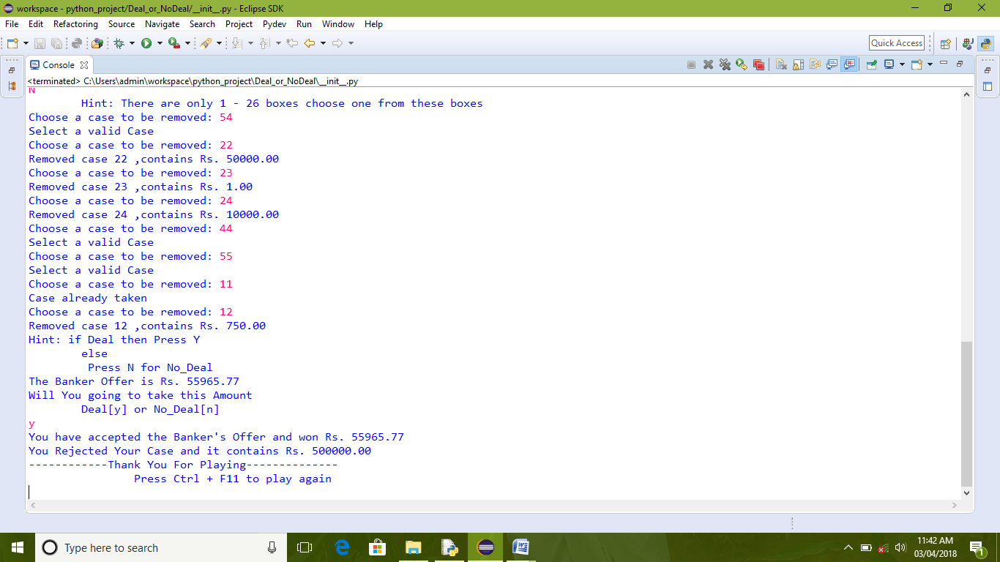 workspace - python_project/Deal_or_NoDeal/__init__.py - Eclipse SDK
File Edit Refactoring Source Navigate Search Project Pydev Run Window Help
Quick Access
Console
<terminated> C:\Users\admin\workspace\python_project\Deal_or_NoDeal\__init__.py
N
Hint: There are only 1 - 26 boxes choose one from these boxes
Choose a case to be removed: 54
Select a valid Case
Choose a case to be removed: 22
Removed case 22 ,contains Rs. 50000.00
Choose a case to be removed: 23
Removed case 23 ,contains Rs. 1.00
Choose a case to be removed: 24
Removed case 24 ,contains Rs. 10000.00
Choose a case to be removed: 44
Select a valid Case
Choose a case to be removed: 55
Select a valid Case
Choose a case to be removed: 11
Case already taken
Choose a case to be removed: 12
Removed case 12 ,contains Rs. 750.00
Hint: if Deal then Press Y
else
Press N for No_Deal
The Banker Offer is Rs. 55965.77
Will You going to take this Amount
Deal[y] or No_Deal[n]
y
You have accepted the Banker's Offer and won Rs. 55965.77
You Rejected Your Case and it contains Rs. 500000.00
------------Thank You For Playing--------------
Press Ctrl + F11 to play again
Type here to search
11:42 AM
03/04/2018
1